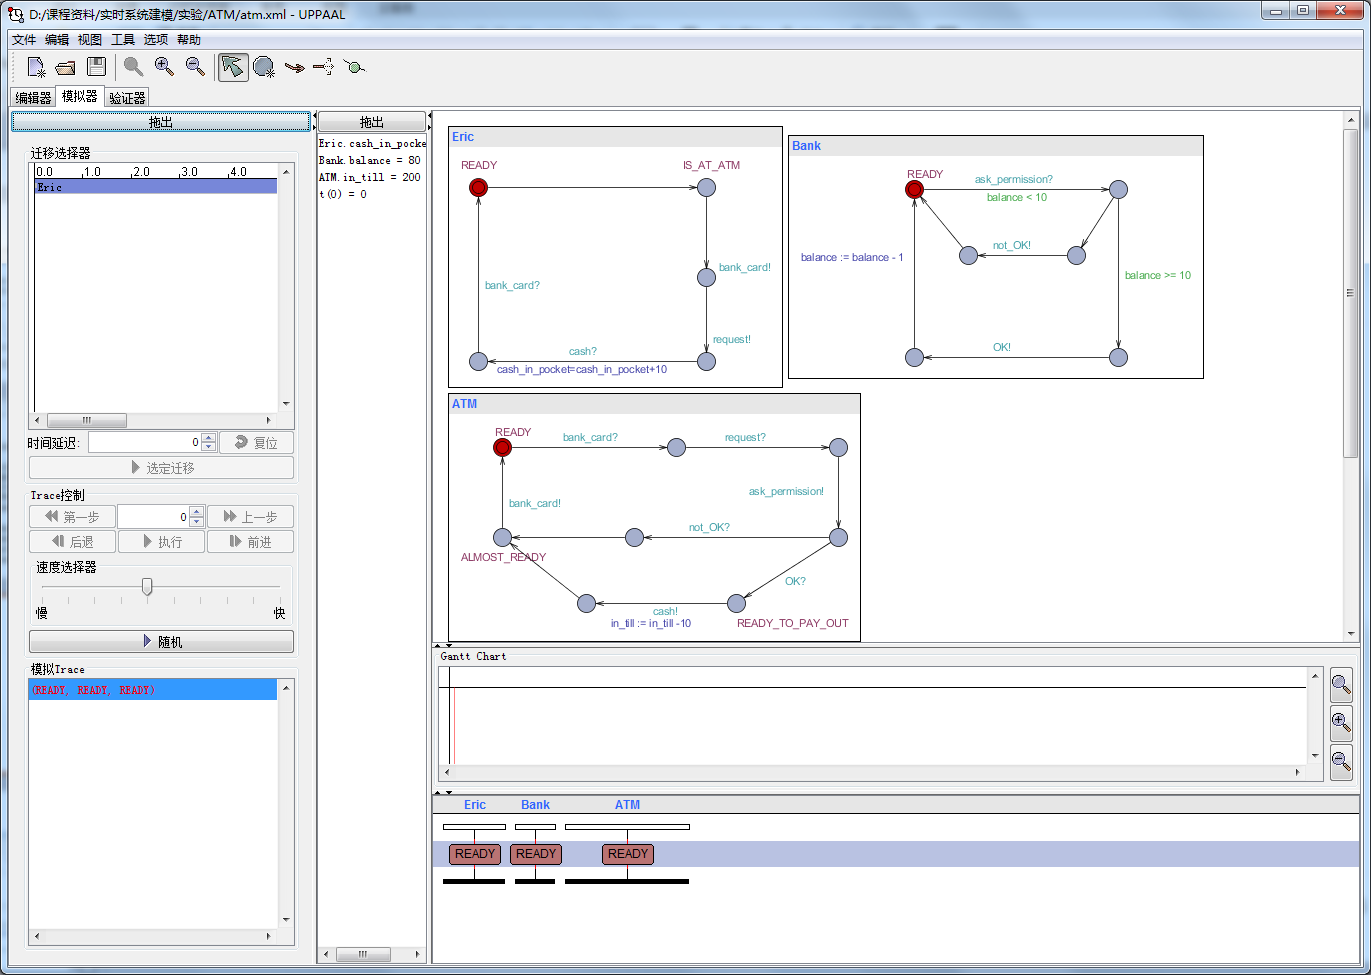 D:/课程资料/实时系统建模/实验/ATM/atm.xml - UPPAAL
文件 编辑 视图 工具 选项 帮助
编辑器 模拟器 验证器
拖出
迁移选择器
0.0 1.0 2.0 3.0 4.0
Eric
时间延迟: 0 复位
选定迁移
Trace控制
第一步 0 上一步
后退 执行 前进
速度选择器
慢 快
随机
模拟Trace
(READY, READY, READY)
拖出
Eric.cash_in_pocke
Bank.balance = 80
ATM.in_till = 200
t(0) = 0
Eric
READY IS_AT_ATM
bank_card!
bank_card?
request!
cash?
cash_in_pocket=cash_in_pocket+10
Bank
READY
ask_permission?
balance < 10
not_OK!
balance := balance - 1
balance >= 10
OK!
ATM
READY
bank_card? request?
ask_permission!
bank_card!
not_OK?
ALMOST_READY
OK?
cash!
in_till := in_till -10
READY_TO_PAY_OUT
Gantt Chart
Eric Bank ATM
READY READY READY